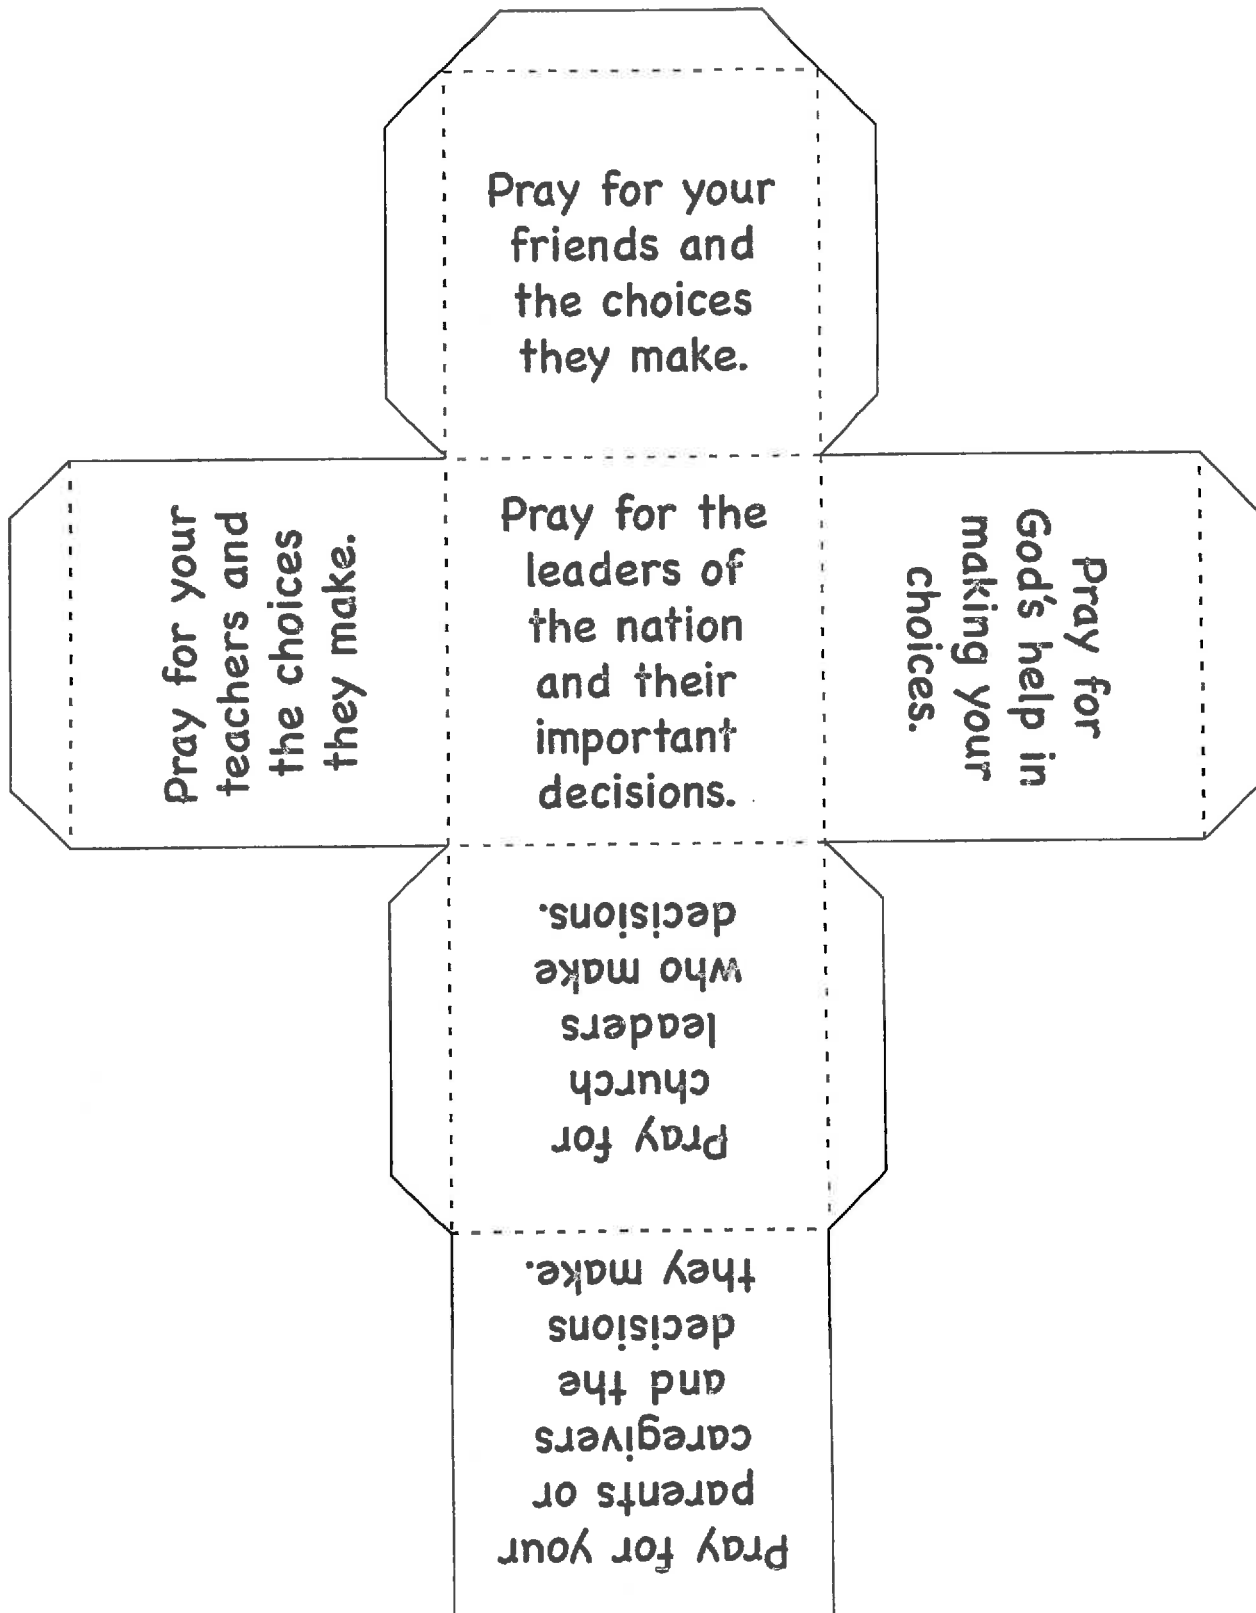 Pray for your
friends and
the choices
they make.
Pray for your
teachers and
the choices
they make.
Pray for the
leaders of
the nation
and their
important
decisions.
Pray for
God's help in
making your
choices.
Pray for
church
leaders
who make
decisions.
Pray for your
parents or
caregivers
and the
decisions
they make.